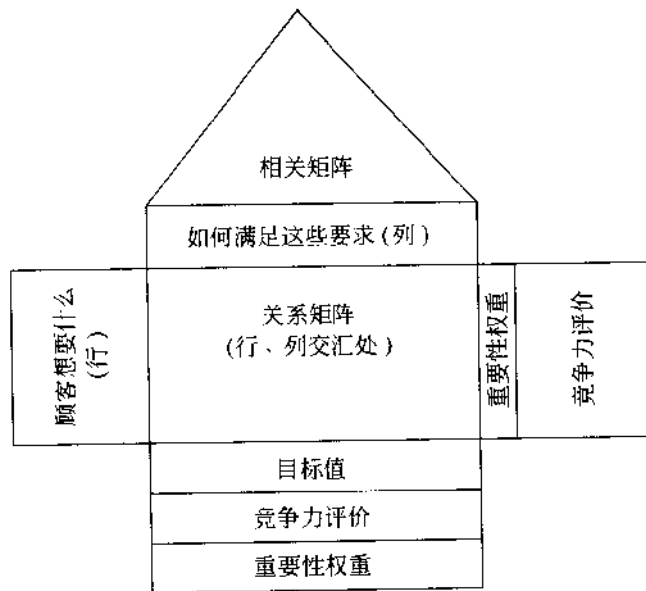 相关矩阵
如何满足这些要求(列)
顾客想要什么
(行)
关系矩阵
(行、列交汇处)
重要性权重
竞争力评价
目标值
竞争力评价
重要性权重